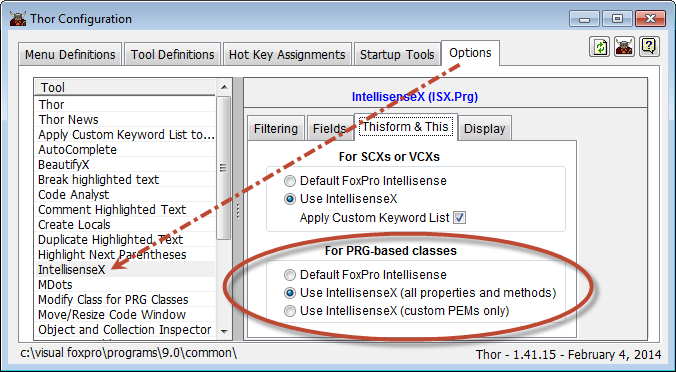 Thor Configuration
Menu Definitions Tool Definitions Hot Key Assignments Startup Tools Options
Tool
Thor
Thor News
Apply Custom Keyword List to...
AutoComplete
BeautifyX
Break highlighted text
Code Analyst
Comment Highlighted Text
Create Locals
Duplicate Highlighted Text
Highlight Next Parentheses
IntellisenseX
MDots
Modify Class for PRG Classes
Move/Resize Code Window
Object and Collection Inspector
IntellisenseX (ISX.Prg)
Filtering Fields Thisform & This Display
For SCXs or VCXs
Default FoxPro Intellisense
Use IntellisenseX
Apply Custom Keyword List
For PRG-based classes
Default FoxPro Intellisense
Use IntellisenseX (all properties and methods)
Use IntellisenseX (custom PEMs only)
c:\visual foxpro\programs\9.0\common\
Thor - 1.41.15 - February 4, 2014